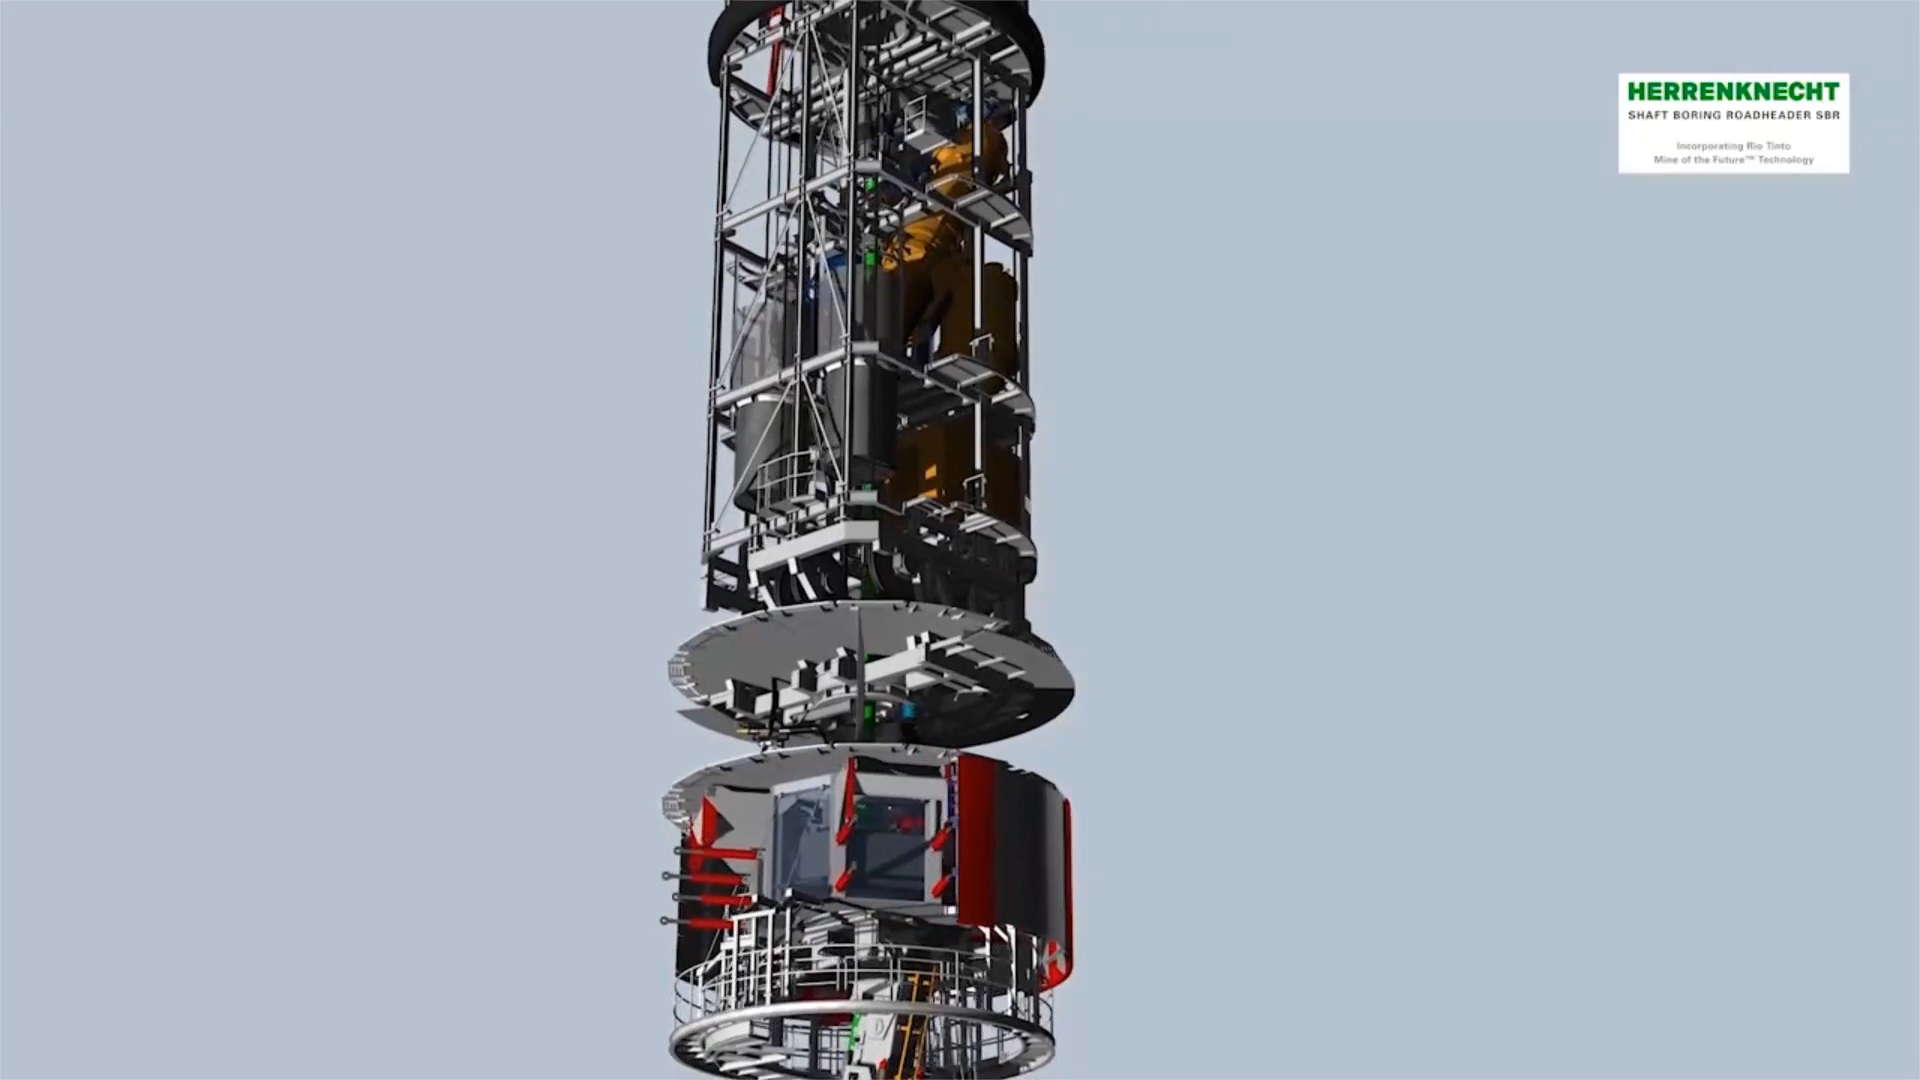 HERRENKNECHT
SHAFT BORING ROADHEADER SBR
Incorporating Rio Tinto
Mine of the Future™ Technology